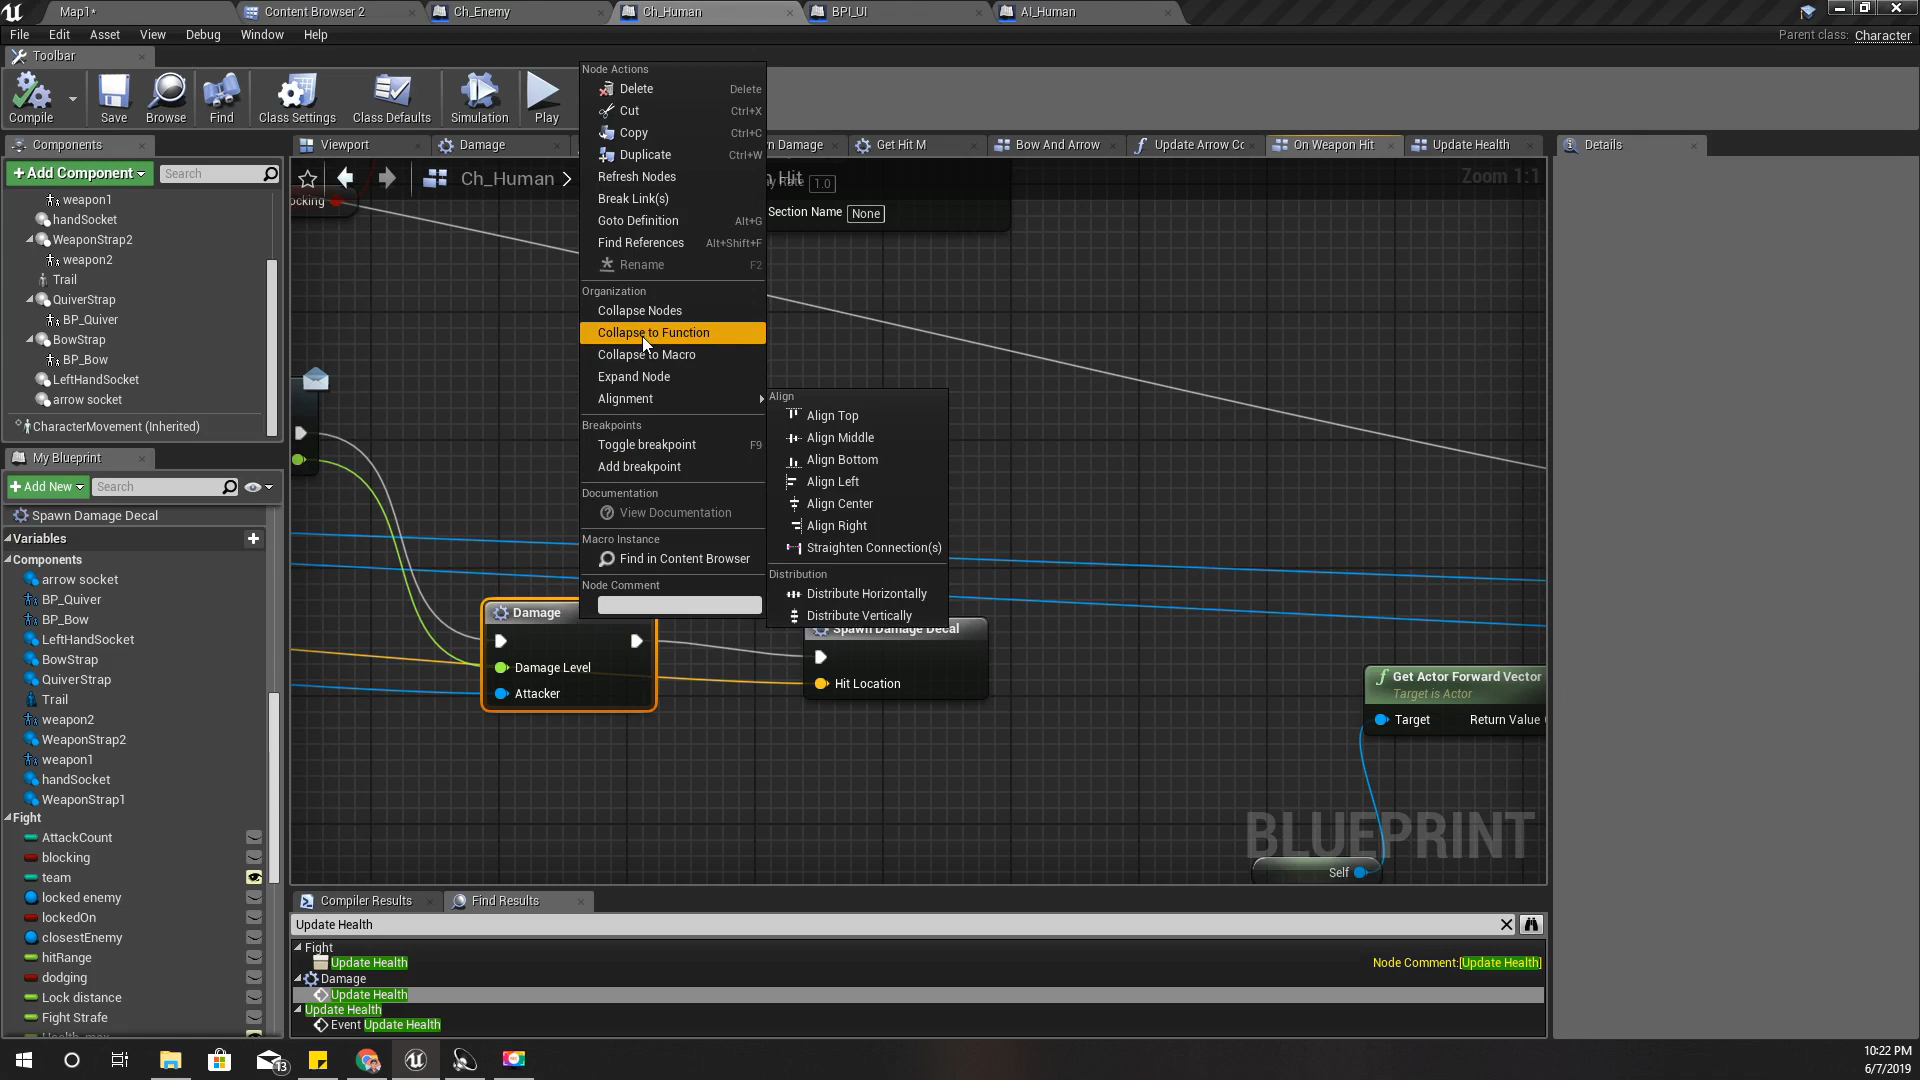 Map1*
Content Browser 2
Ch_Enemy
Ch_Human
BPI_UI
AI_Human
File Edit Asset View Debug Window Help
Parent class: Character
Toolbar
Compile
Save
Browse
Find
Class Settings
Class Defaults
Simulation
Play
Components
+ Add Component
Search
weapon1
handSocket
WeaponStrap2
weapon2
Trail
QuiverStrap
BP_Quiver
BowStrap
BP_Bow
LeftHandSocket
arrow socket
CharacterMovement (Inherited)
My Blueprint
+ Add New
Search
Spawn Damage Decal
Variables
Components
arrow socket
BP_Quiver
BP_Bow
LeftHandSocket
BowStrap
QuiverStrap
Trail
weapon2
WeaponStrap2
weapon1
handSocket
WeaponStrap1
Fight
AttackCount
blocking
team
locked enemy
lockedOn
closestEnemy
hitRange
dodging
Lock distance
Fight Strafe
Viewport
Damage
n Damage
Get Hit M
Bow And Arrow
Update Arrow Cc
On Weapon Hit
Update Health
Details
Ch_Human >
Hit
Zoom 1:1
1.0
ocking
Section Name None
Node Actions
Delete Delete
Cut Ctrl+X
Copy Ctrl+C
Duplicate Ctrl+W
Refresh Nodes
Break Link(s)
Goto Definition Alt+G
Find References Alt+Shift+F
Rename F2
Organization
Collapse Nodes
Collapse to Function
Collapse to Macro
Expand Node
Alignment
Breakpoints
Toggle breakpoint F9
Add breakpoint
Documentation
View Documentation
Macro Instance
Find in Content Browser
Node Comment
Align
Align Top
Align Middle
Align Bottom
Align Left
Align Center
Align Right
Straighten Connection(s)
Distribution
Distribute Horizontally
Distribute Vertically
Damage
Damage Level
Attacker
Spawn Damage Decal
Hit Location
Get Actor Forward Vector
Target is Actor
Target Return Value
Self
BLUEPRINT
Compiler Results
Find Results
Update Health
Fight
Update Health
Node Comment:[Update Health]
Damage
Update Health
Update Health
Event Update Health
13
10:22 PM
6/7/2019